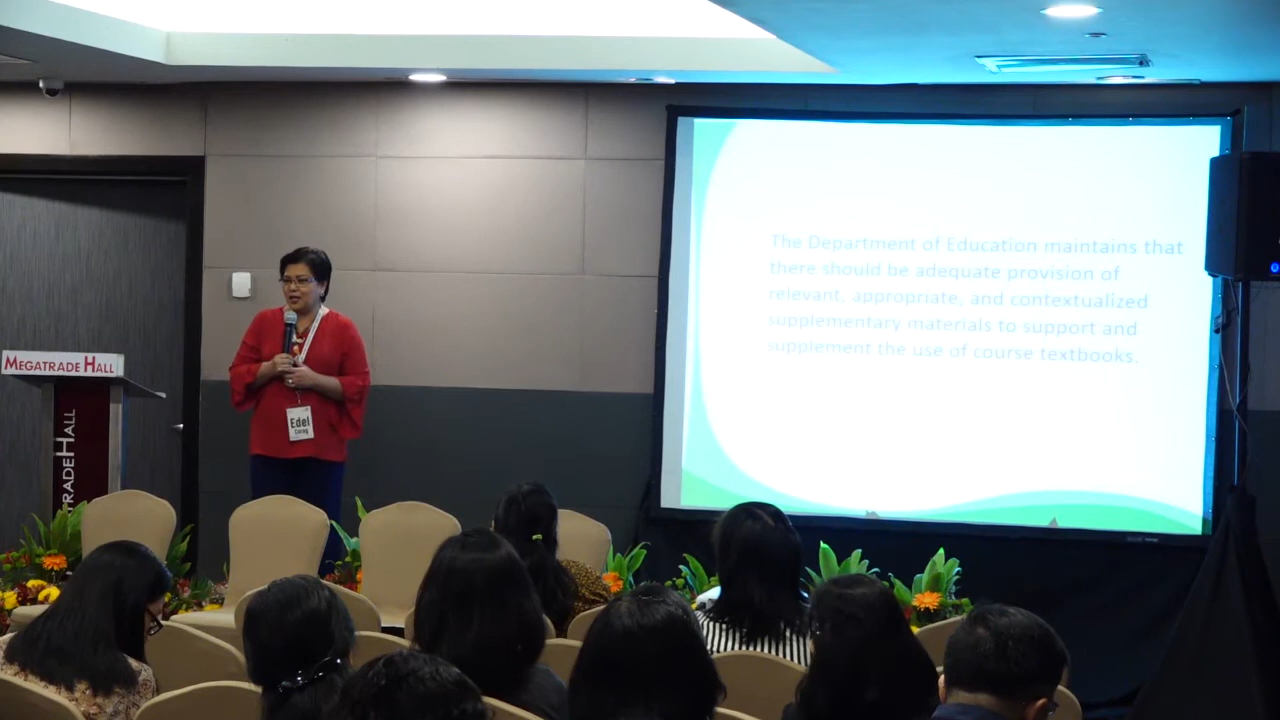 The Department of Education maintains that
there should be adequate provision of
relevant, appropriate, and contextualized
supplementary materials to support and
supplement the use of course textbooks.
MEGATRADE HALL
TRADEHALL
Edel